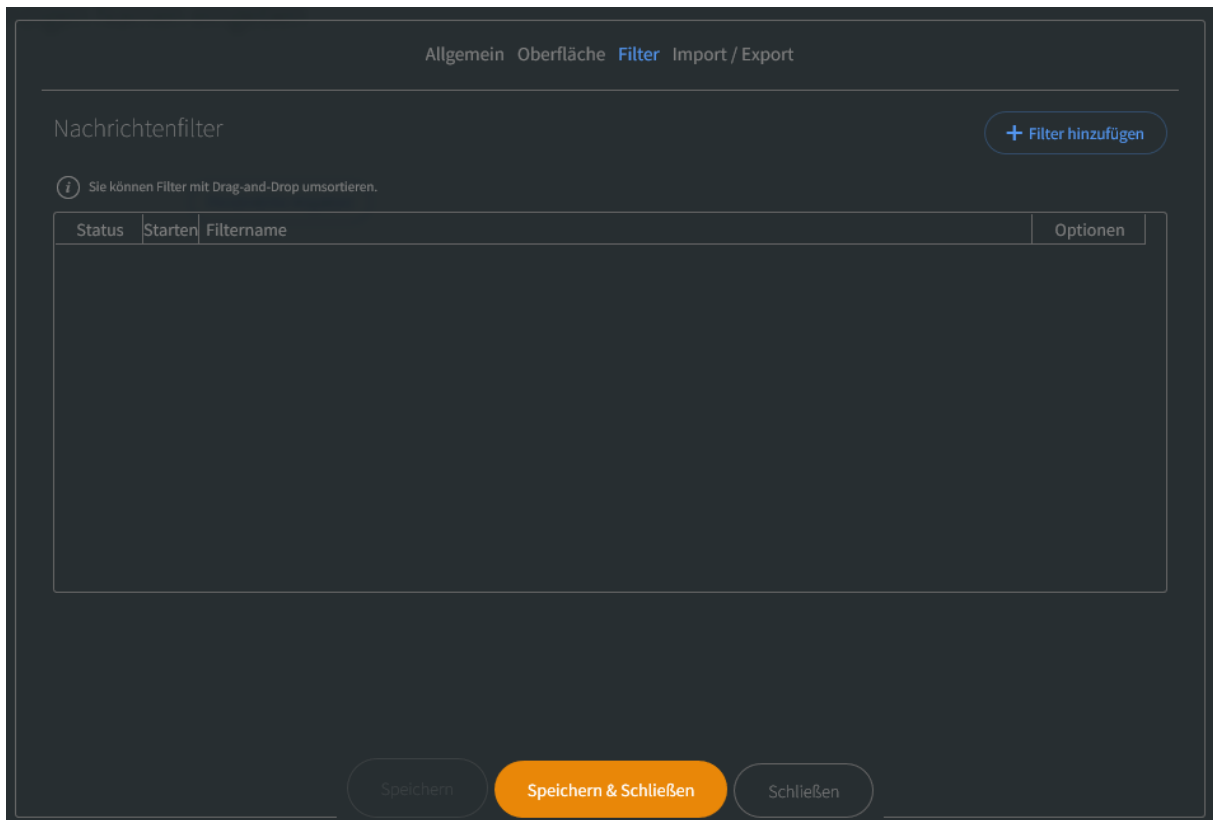 Allgemein Oberfläche Filter Import / Export
Nachrichtenfilter
+ Filter hinzufügen
i Sie können Filter mit Drag-and-Drop umsortieren.
Status Starten Filtername Optionen
Speichern Speichern & Schließen Schließen